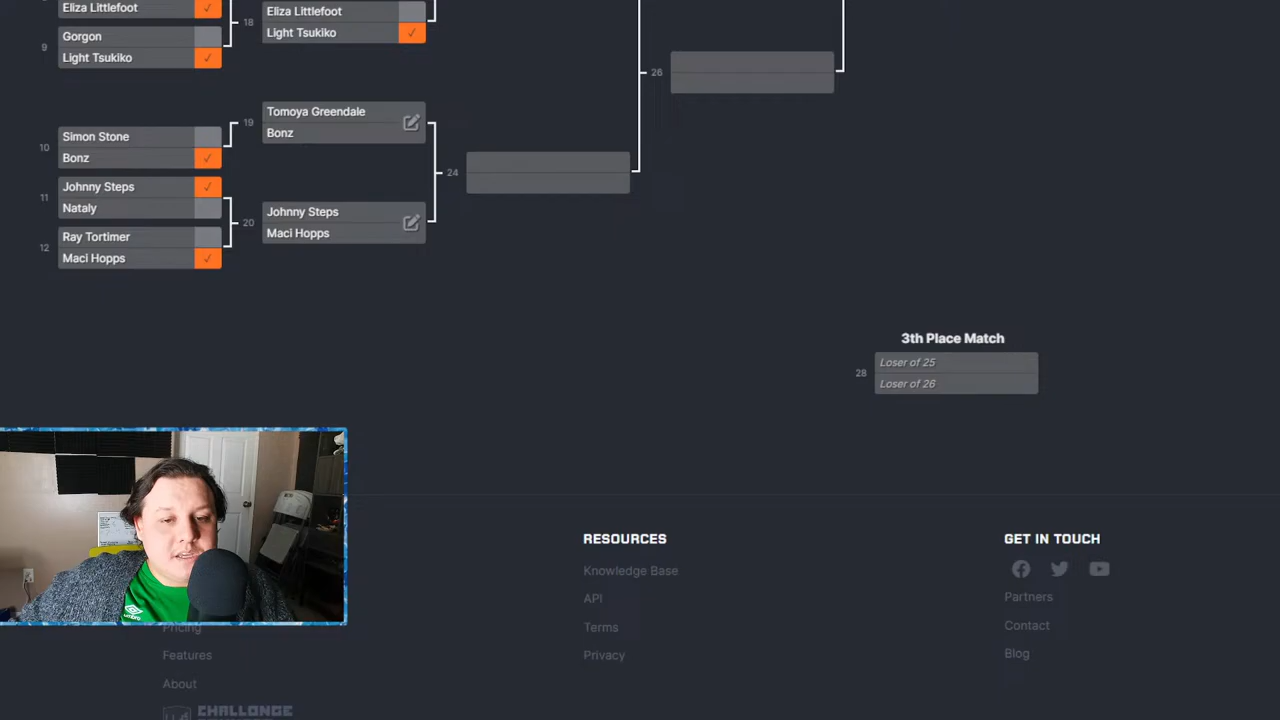 Eliza Littlefoot ✓
9 Gorgon
Light Tsukiko ✓
18 Eliza Littlefoot
Light Tsukiko ✓
26
10 Simon Stone
Bonz ✓
11 Johnny Steps ✓
Nataly
12 Ray Tortimer
Maci Hopps ✓
19 Tomoya Greendale
Bonz
20 Johnny Steps
Maci Hopps
24
3th Place Match
28 Loser of 25
Loser of 26
umbro
Pricing
Features
About
CHALLONGE
RESOURCES
Knowledge Base
API
Terms
Privacy
GET IN TOUCH
Partners
Contact
Blog